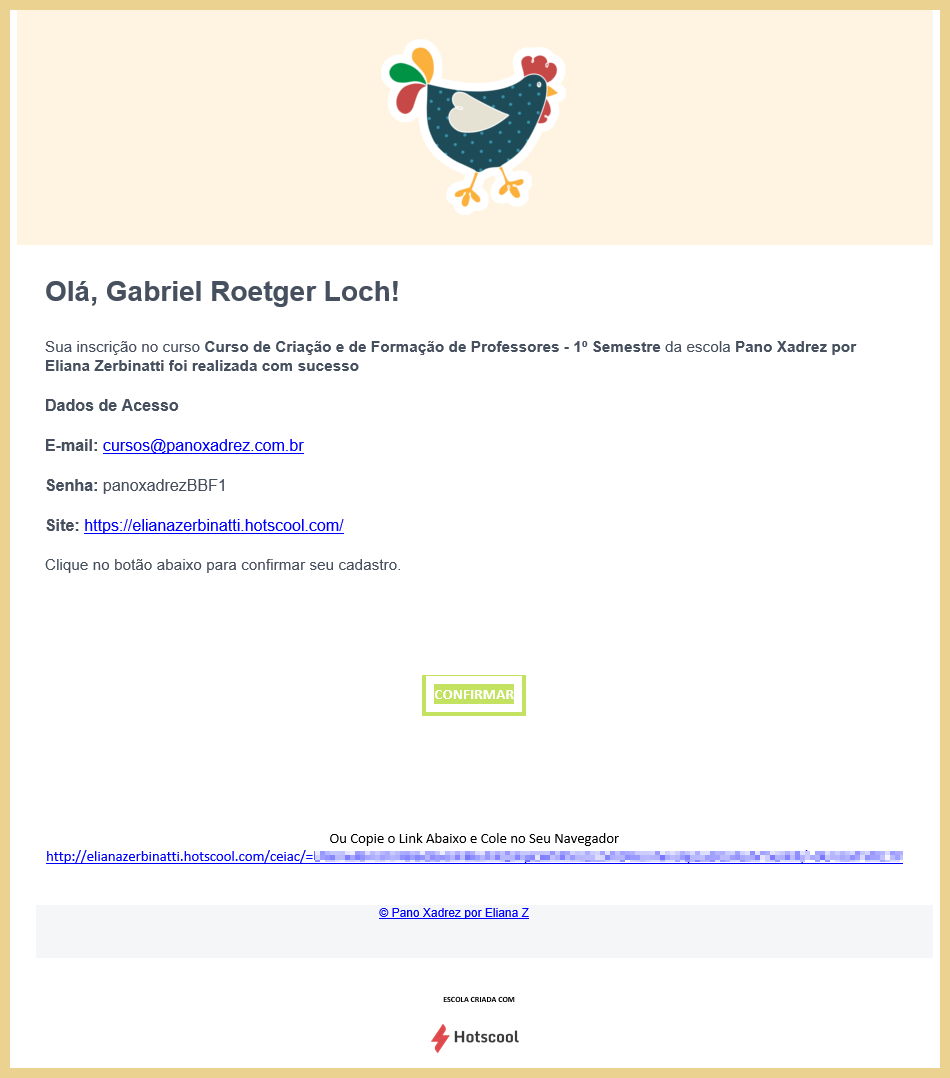 Olá, Gabriel Roetger Loch!
Sua inscrição no curso Curso de Criação e de Formação de Professores - 1º Semestre da escola Pano Xadrez por
Eliana Zerbinatti foi realizada com sucesso
Dados de Acesso
E-mail: cursos@panoxadrez.com.br
Senha: panoxadrezBBF1
Site: https://elianazerbinatti.hotscool.com/
Clique no botão abaixo para confirmar seu cadastro.
CONFIRMAR
Ou Copie o Link Abaixo e Cole no Seu Navegador
http://elianazerbinatti.hotscool.com/ceiac/=
© Pano Xadrez por Eliana Z
ESCOLA CRIADA COM
Hotscool